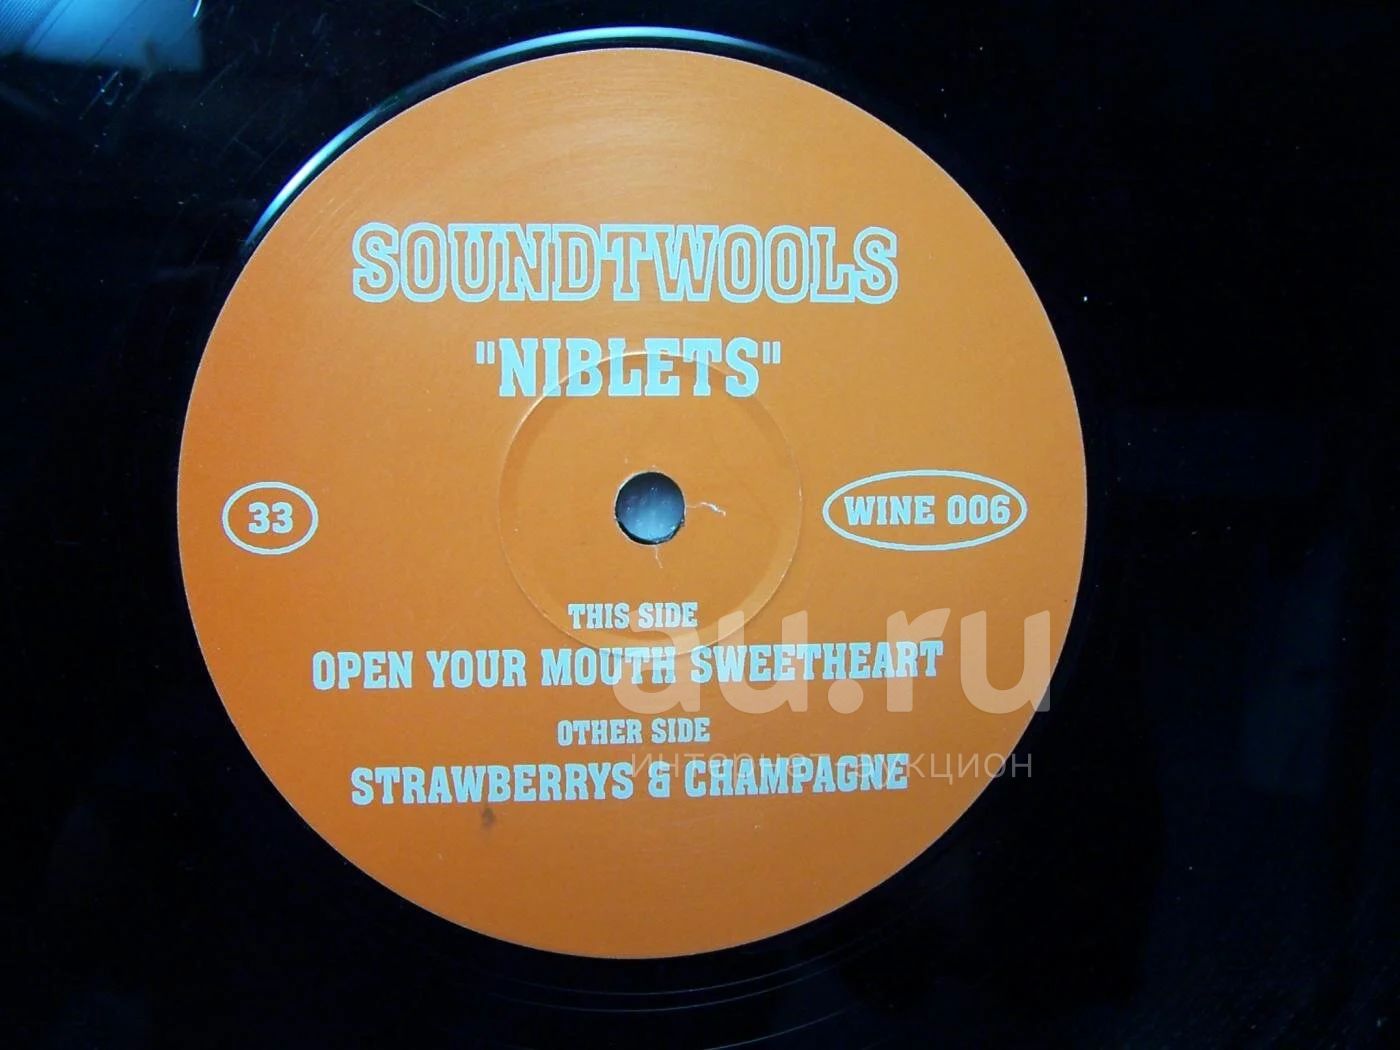 SOUNDTWOOLS
"NIBLETS"
33
WINE 006
THIS SIDE
OPEN YOUR MOUTH SWEETHEART
OTHER SIDE
STRAWBERRYS & CHAMPAGNE
au.ru
интернет-аукцион